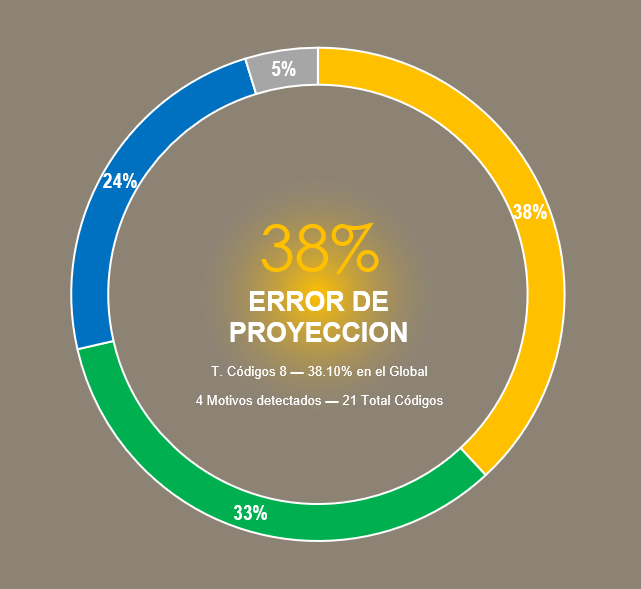 5%
24%
38%
38%
ERROR DE
PROYECCION
T. Códigos 8 — 38.10% en el Global
4 Motivos detectados — 21 Total Códigos
33%